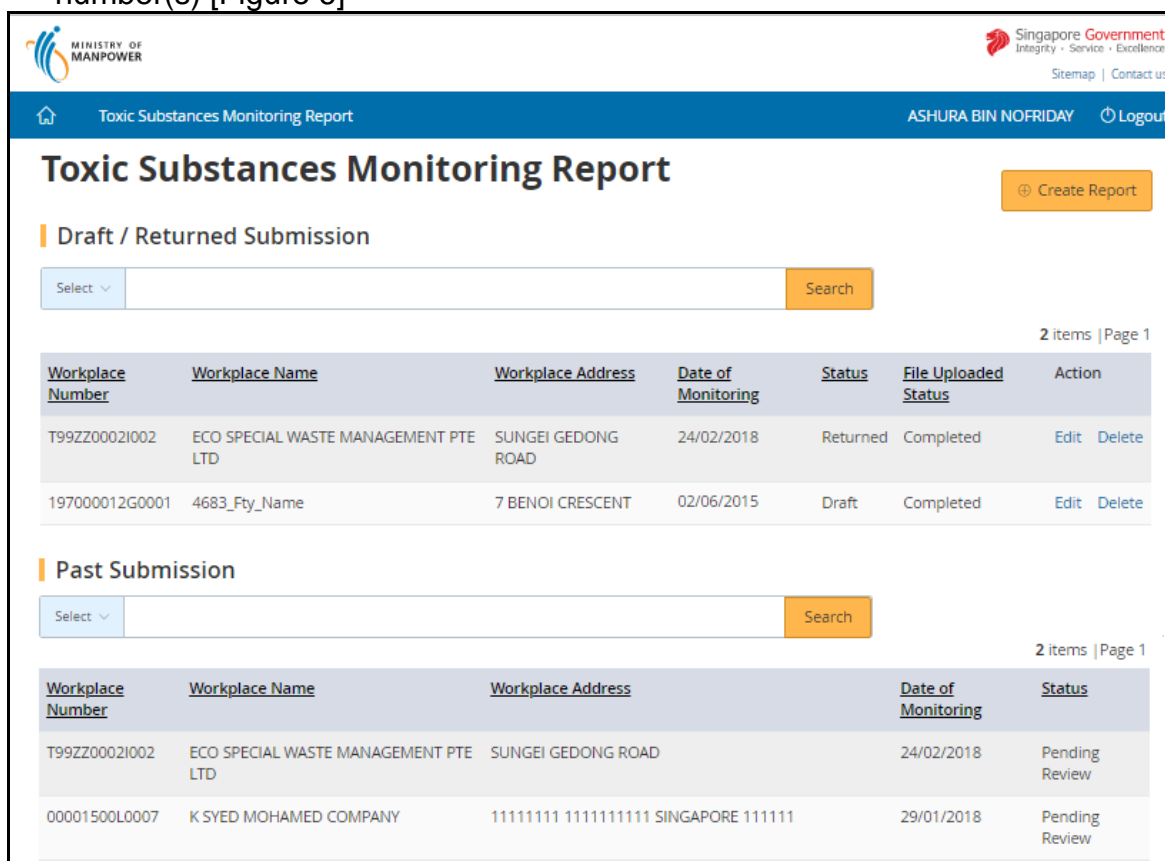 number(s) [Figure 3]
MINISTRY OF
MANPOWER
Singapore Government
Integrity · Service · Excellence
Sitemap | Contact us
Toxic Substances Monitoring Report ASHURA BIN NOFRIDAY Logout
Toxic Substances Monitoring Report
Create Report
Draft / Returned Submission
Select Search
2 items |Page 1
Workplace Number Workplace Name Workplace Address Date of Monitoring Status File Uploaded Status Action
T99ZZ0002I002 ECO SPECIAL WASTE MANAGEMENT PTE LTD SUNGEI GEDONG ROAD 24/02/2018 Returned Completed Edit Delete
197000012G0001 4683_Fty_Name 7 BENOI CRESCENT 02/06/2015 Draft Completed Edit Delete
Past Submission
Select Search
2 items |Page 1
Workplace Number Workplace Name Workplace Address Date of Monitoring Status
T99ZZ0002I002 ECO SPECIAL WASTE MANAGEMENT PTE LTD SUNGEI GEDONG ROAD 24/02/2018 Pending Review
00001500L0007 K SYED MOHAMED COMPANY 11111111 1111111111 SINGAPORE 111111 29/01/2018 Pending Review